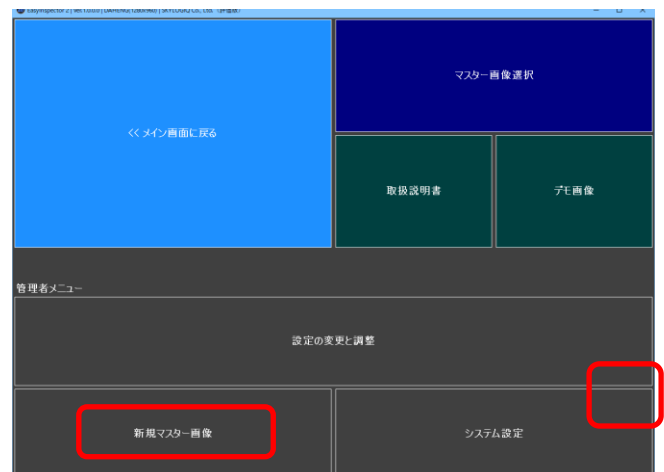 EasyInspector 2
マスター画像選択
<< メイン画面に戻る
取扱説明書
デモ画像
管理者メニュー
設定の変更と調整
新規マスター画像
システム設定